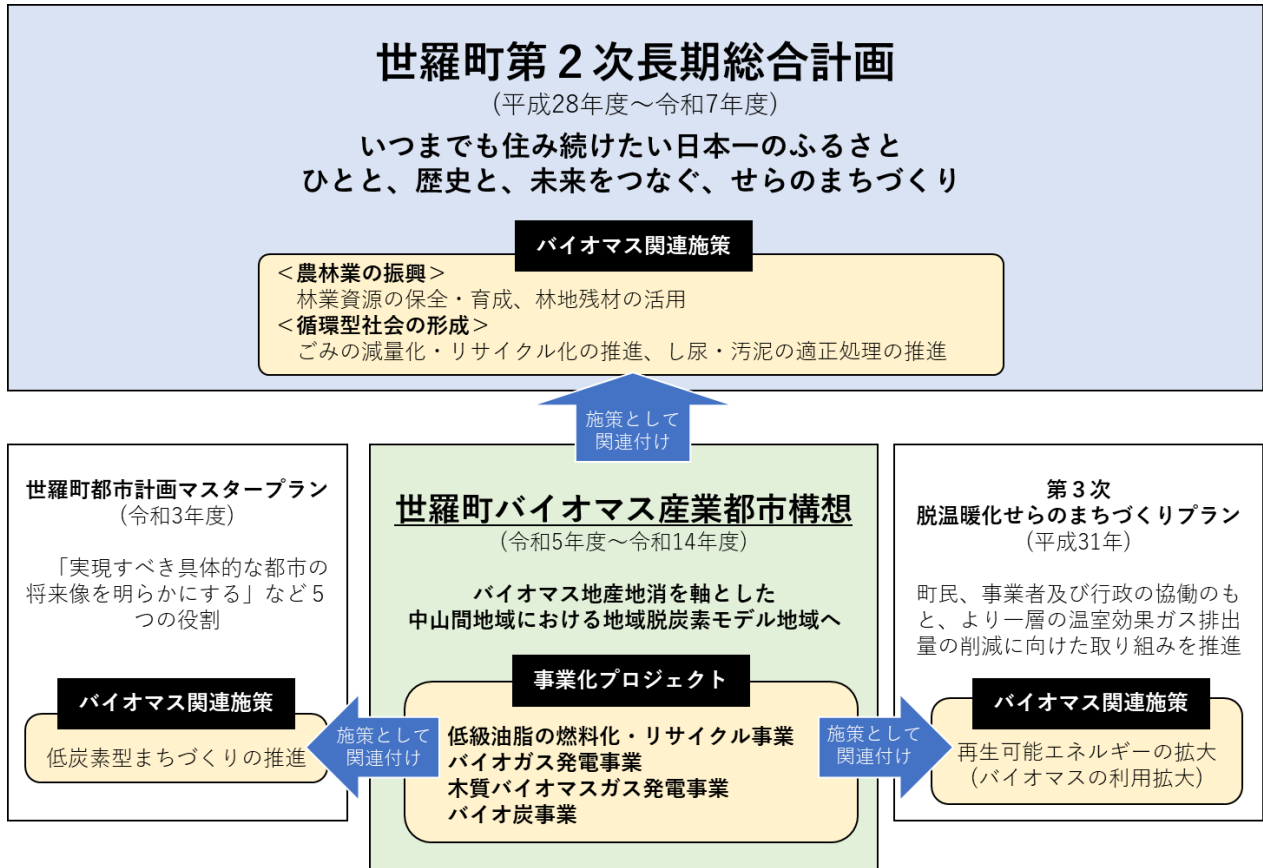 世羅町第２次長期総合計画
(平成28年度～令和7年度)
いつまでも住み続けたい日本一のふるさと
ひとと、歴史と、未来をつなぐ、せらのまちづくり
バイオマス関連施策
＜農林業の振興＞
林業資源の保全・育成、林地残材の活用
＜循環型社会の形成＞
ごみの減量化・リサイクル化の推進、し尿・汚泥の適正処理の推進
施策として
関連付け
世羅町都市計画マスタープラン
(令和3年度)
「実現すべき具体的な都市の
将来像を明らかにする」など５
つの役割
バイオマス関連施策
低炭素型まちづくりの推進
施策として
関連付け
世羅町バイオマス産業都市構想
(令和5年度～令和14年度)
バイオマス地産地消を軸とした
中山間地域における地域脱炭素モデル地域へ
事業化プロジェクト
低級油脂の燃料化・リサイクル事業
バイオガス発電事業
木質バイオマスガス発電事業
バイオ炭事業
施策として
関連付け
第３次
脱温暖化せらのまちづくりプラン
(平成31年)
町民、事業者及び行政の協働のも
と、より一層の温室効果ガス排出
量の削減に向けた取り組みを推進
バイオマス関連施策
再生可能エネルギーの拡大
(バイオマスの利用拡大)